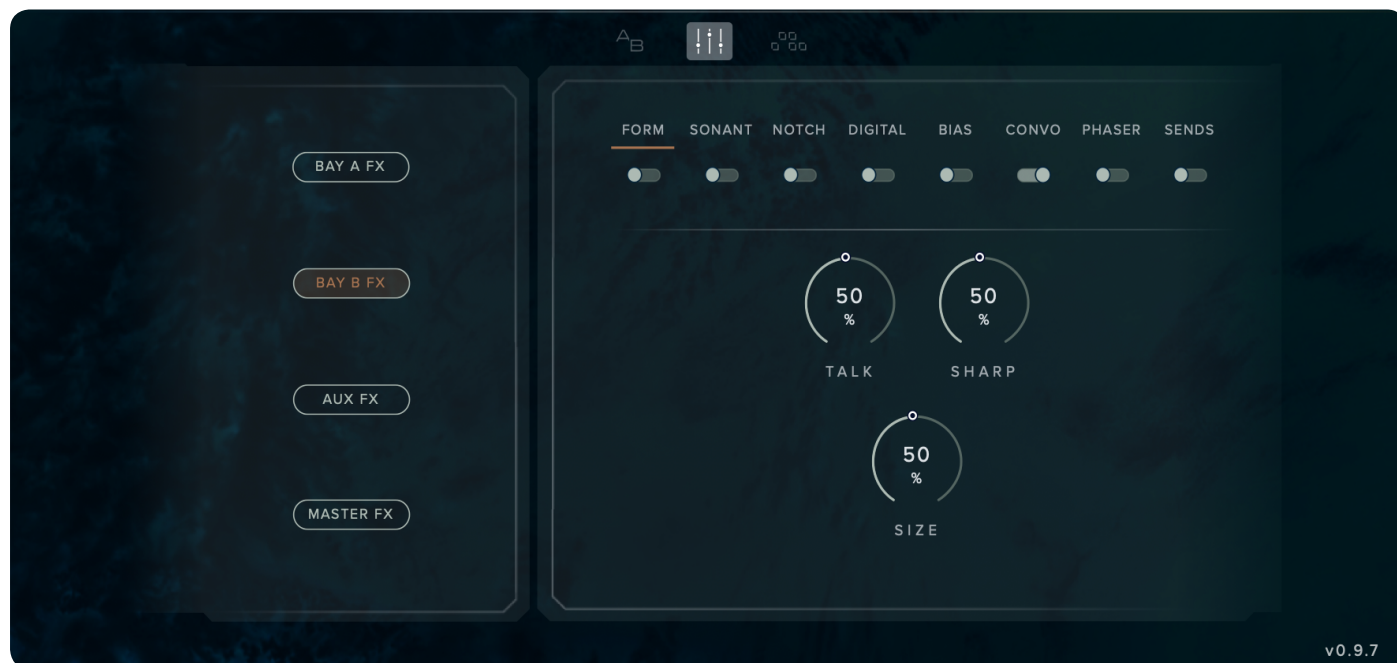 A
B
BAY A FX
BAY B FX
AUX FX
MASTER FX
FORM SONANT NOTCH DIGITAL BIAS CONVO PHASER SENDS
50 50
% %
TALK SHARP
50
%
SIZE
v0.9.7